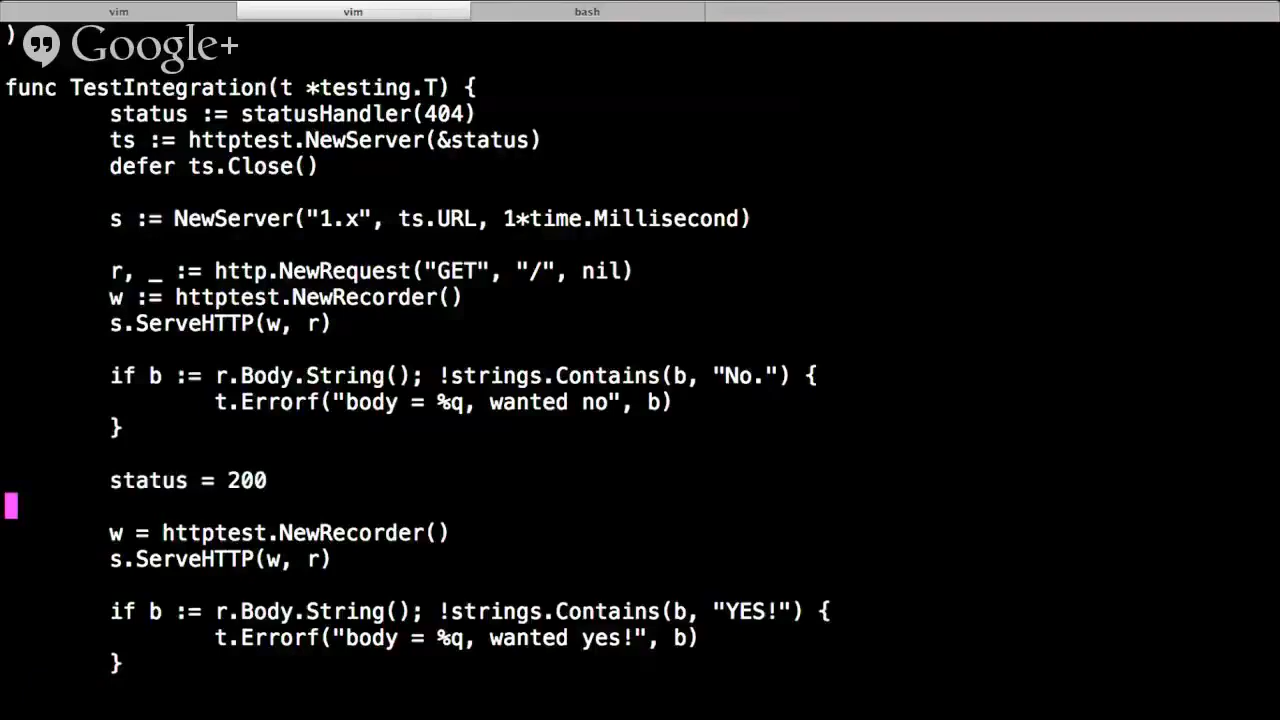 vim vim bash
)
Google+
func TestIntegration(t *testing.T) {
status := statusHandler(404)
ts := httptest.NewServer(&status)
defer ts.Close()
s := NewServer("1.x", ts.URL, 1*time.Millisecond)
r, _ := http.NewRequest("GET", "/", nil)
w := httptest.NewRecorder()
s.ServeHTTP(w, r)
if b := r.Body.String(); !strings.Contains(b, "No.") {
t.Errorf("body = %q, wanted no", b)
}
status = 200
w = httptest.NewRecorder()
s.ServeHTTP(w, r)
if b := r.Body.String(); !strings.Contains(b, "YES!") {
t.Errorf("body = %q, wanted yes!", b)
}